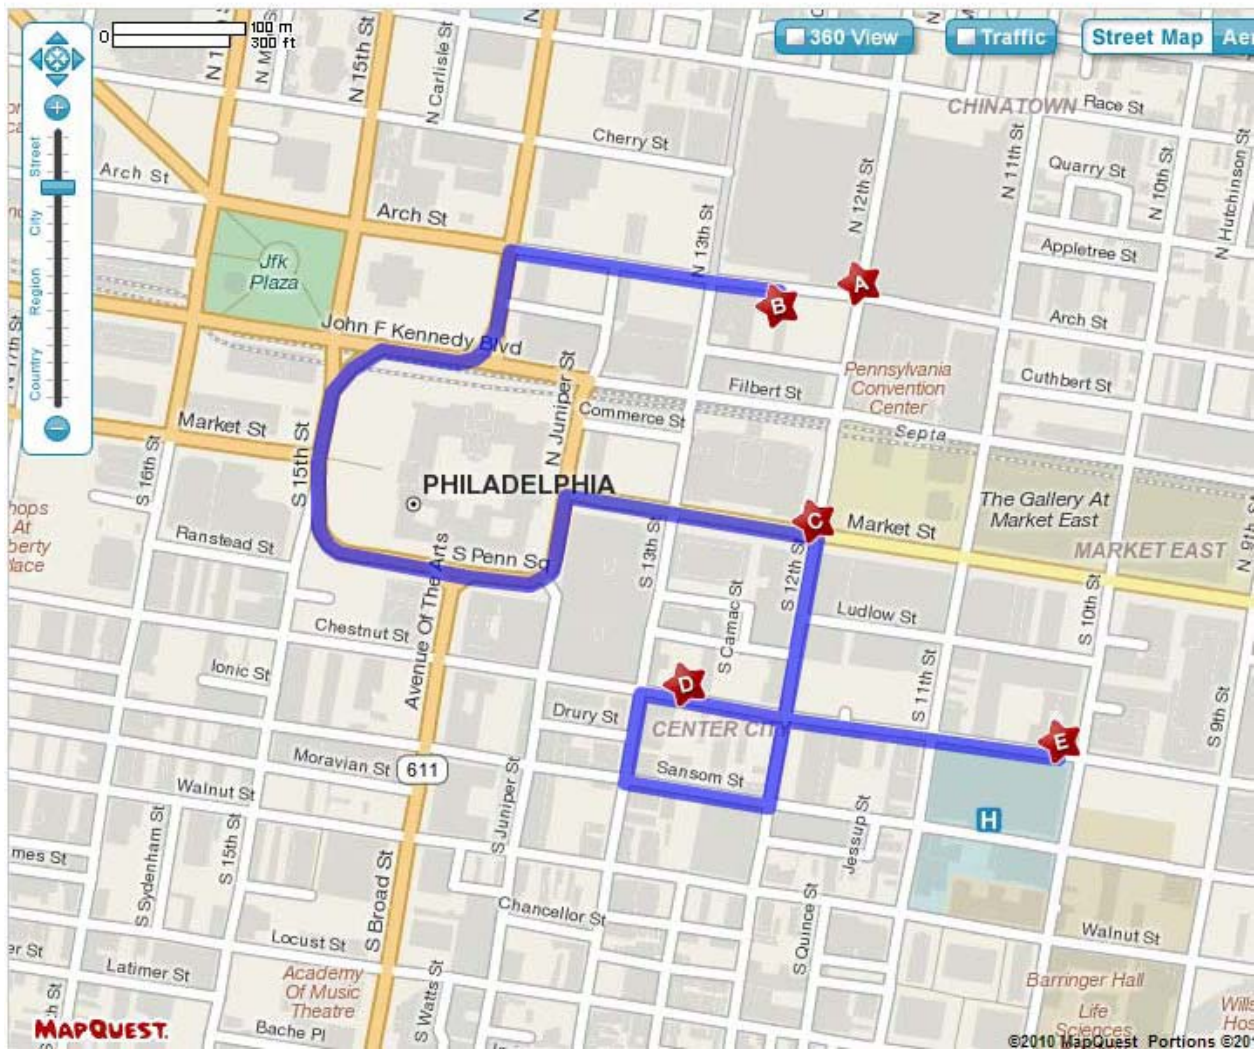 0
100 m
300 ft
360 View
Traffic
Street Map
Street
City
Region
Country
N 15th St
N Carlisle St
Cherry St
CHINATOWN
Race St
N 11th St
N 12th St
Quarry St
N 10th St
N Hutchinson St
Arch St
Arch St
N 13th St
Appletree St
Jfk
Plaza
B
A
Arch St
John F Kennedy Blvd
N 17th St
Filbert St
Pennsylvania
Convention
Center
Cuthbert St
Market St
N Juniper St
Commerce St
Septa
S 16th St
S 15th St
PHILADELPHIA
The Gallery At
Market East
C
Market St
MARKET EAST
N 9th St
Ranstead St
S Penn Sq
S 13th St
S 12th St
Avenue Of The Arts
S Camac St
Ludlow St
S 10th St
Chestnut St
Ionic St
D
S 11th St
S 9th St
Drury St
CENTER CITY
E
Moravian St
611
Sansom St
Walnut St
S Juniper St
H
Jessup St
S Sydenham St
S 15th St
S Broad St
Chancellor St
S Quince St
Walnut St
Locust St
Latimer St
Academy
Of Music
Theatre
S Watts St
Barringer Hall
Life
Sciences
MAPQUEST.
Bache Pl
©2010 MapQuest Portions ©20